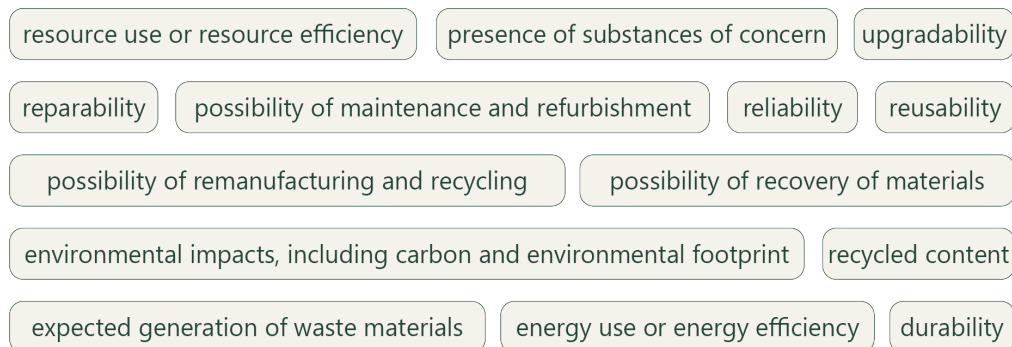 resource use or resource efficiency presence of substances of concern upgradability
reparability possibility of maintenance and refurbishment reliability reusability
possibility of remanufacturing and recycling possibility of recovery of materials
environmental impacts, including carbon and environmental footprint recycled content
expected generation of waste materials energy use or energy efficiency durability